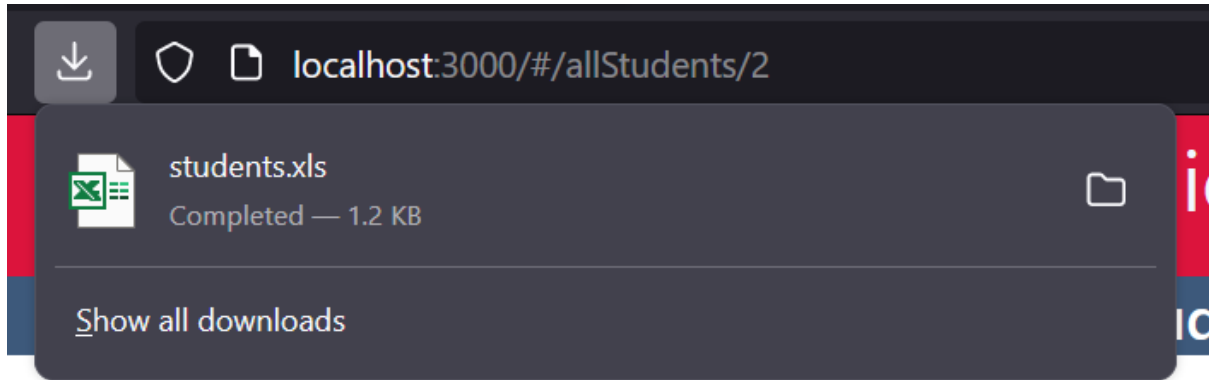 localhost:3000/#/allStudents/2
students.xls
Completed — 1.2 KB
Show all downloads